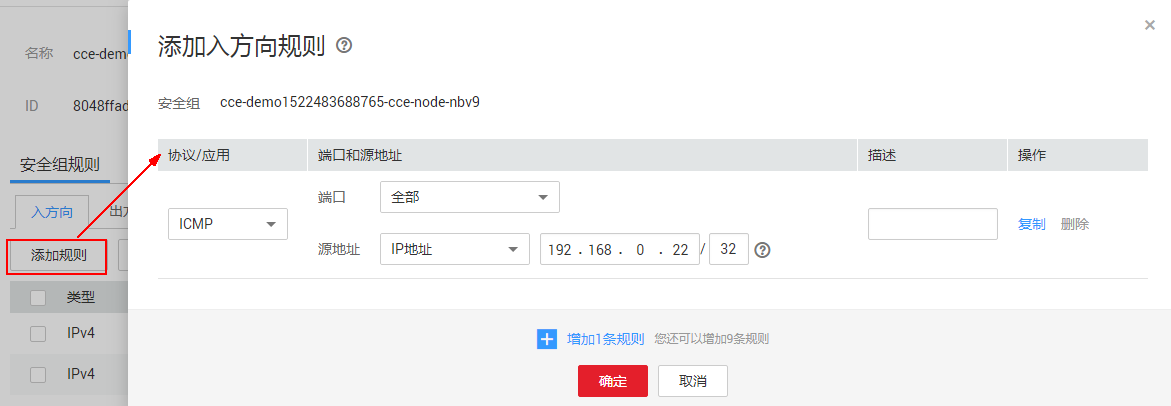 名称 cce-demo
ID 8048ffad
安全组规则
入方向 出方
添加规则
类型
IPv4
IPv4
×
添加入方向规则 ?
安全组 cce-demo1522483688765-cce-node-nbv9
协议/应用 端口和源地址 描述 操作
ICMP
端口 全部
源地址 IP地址 192 . 168 . 0 . 22 / 32 ?
复制 删除
+ 增加1条规则 您还可以增加9条规则
确定 取消